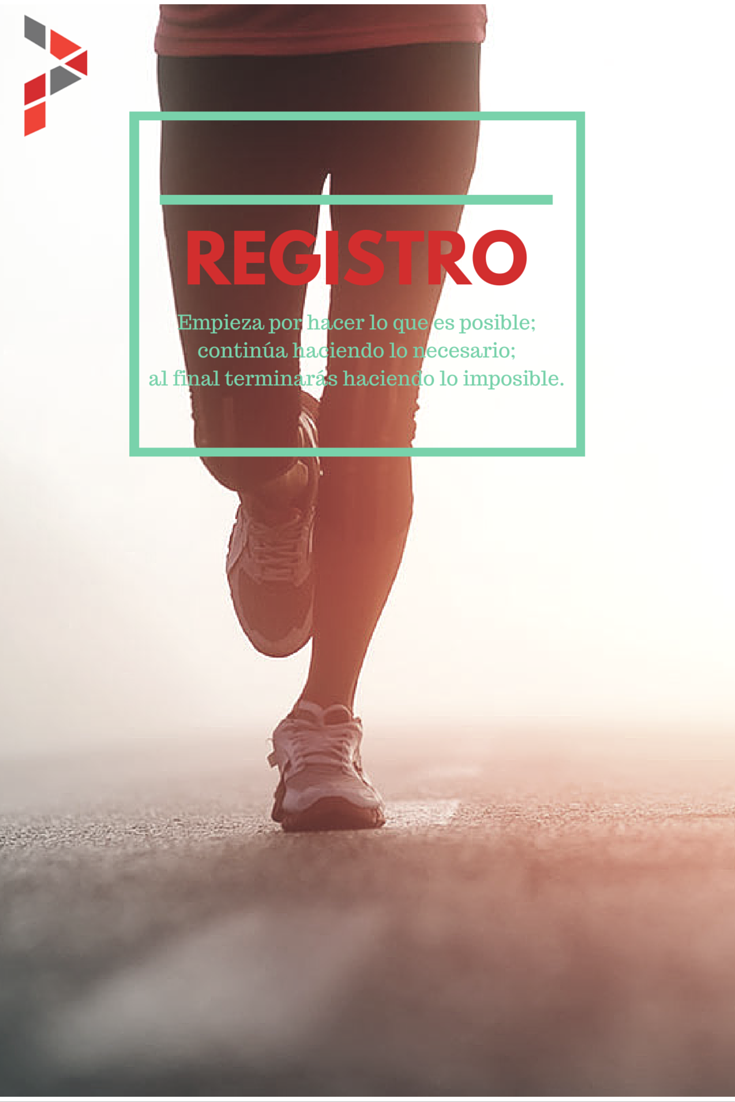 REGISTRO
Empieza por hacer lo que es posible;
continúa haciendo lo necesario;
al final terminarás haciendo lo imposible.